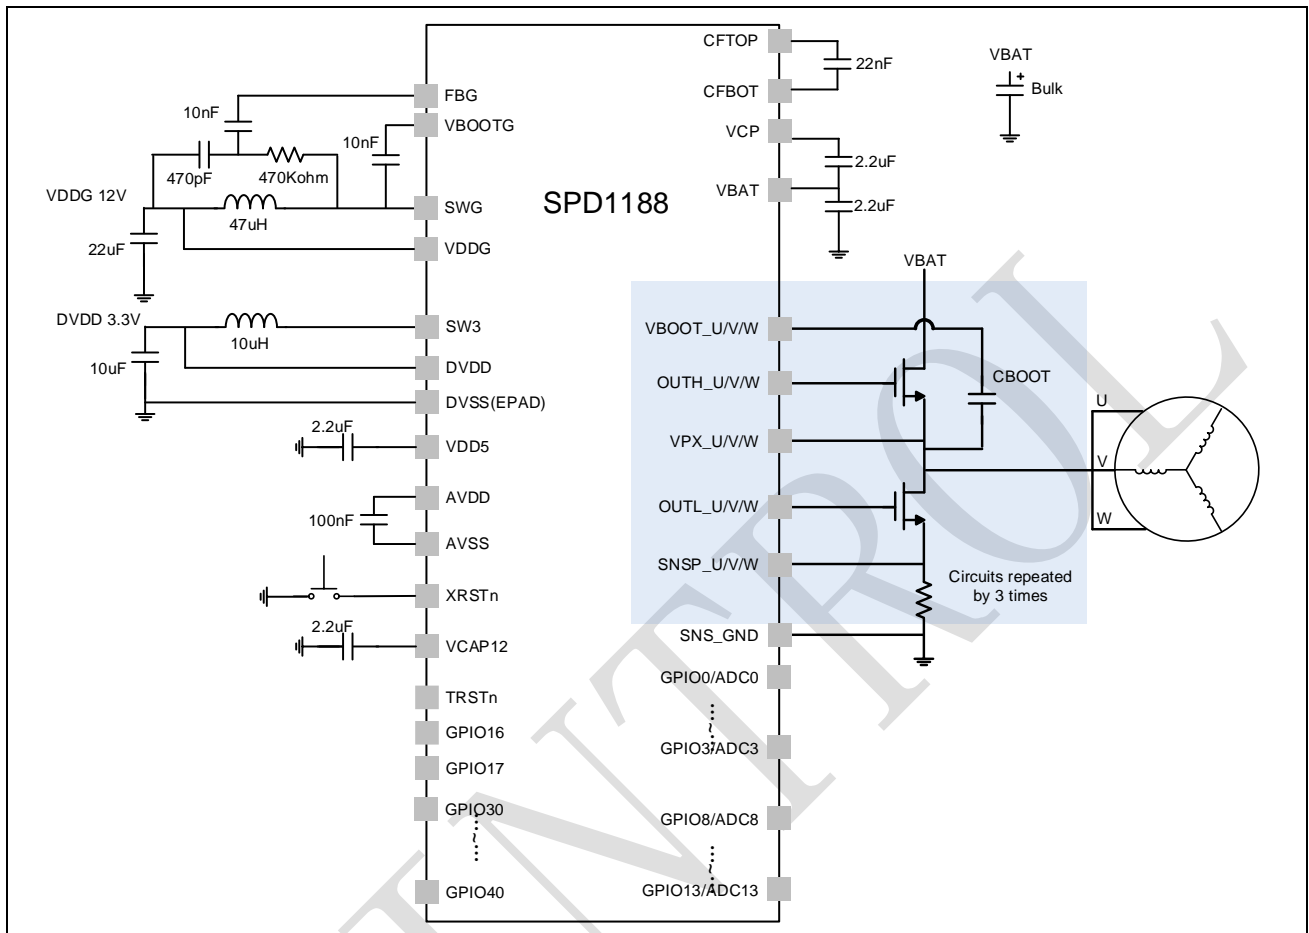 CFTOP
22nF
CFBOT
VBAT
+
Bulk
FBG
10nF
VBOOTG
10nF
VCP
2.2uF
470pF
470Kohm
VBAT
2.2uF
VDDG 12V
SPD1188
SWG
47uH
22uF
VDDG
VBAT
DVDD 3.3V
SW3
10uH
VBOOT_U/V/W
10uF
DVDD
OUTH_U/V/W
CBOOT
DVSS(EPAD)
U
2.2uF
VDD5
VPX_U/V/W
V
AVDD
OUTL_U/V/W
100nF
W
AVSS
SNSP_U/V/W
Circuits repeated
by 3 times
XRSTn
2.2uF
SNS_GND
VCAP12
GPIO0/ADC0
TRSTn
GPIO16
GPIO3/ADC3
GPIO17
GPIO30
GPIO8/ADC8
GPIO40
GPIO13/ADC13
NTROL